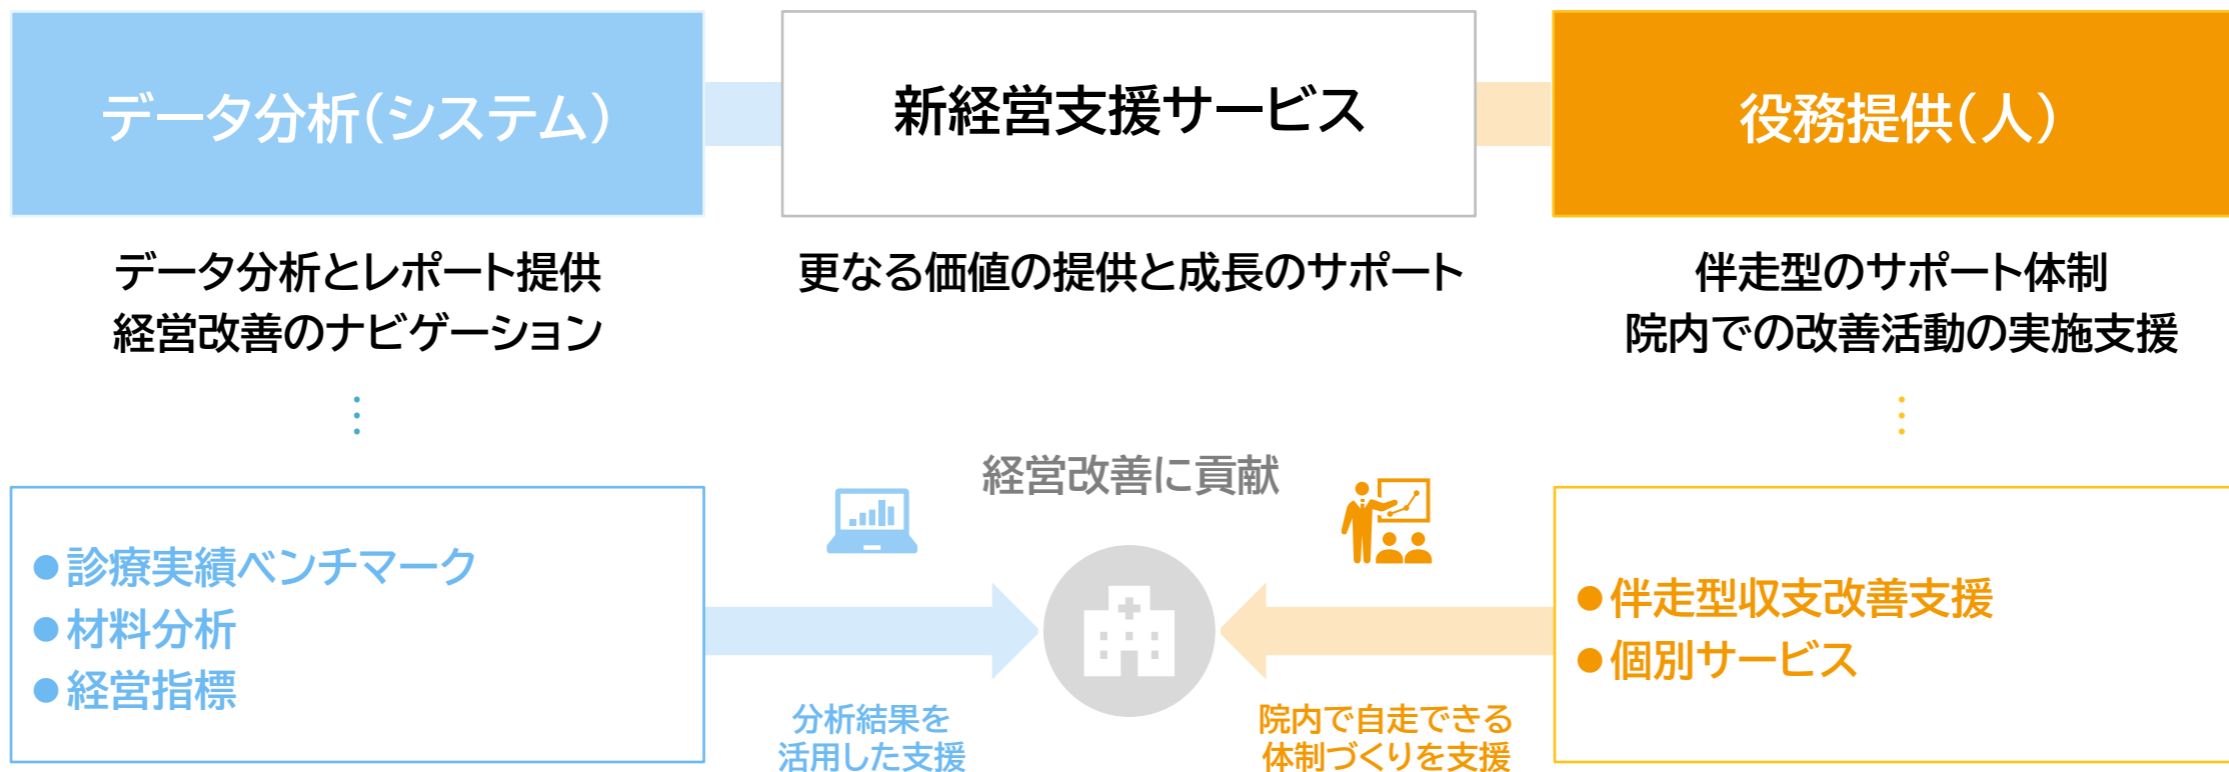 データ分析（システム）
新経営支援サービス
役務提供（人）
データ分析とレポート提供
経営改善のナビゲーション
更なる価値の提供と成長のサポート
伴走型のサポート体制
院内での改善活動の実施支援
経営改善に貢献
●診療実績ベンチマーク
●材料分析
●経営指標
分析結果を
活用した支援
院内で自走できる
体制づくりを支援
●伴走型収支改善支援
●個別サービス